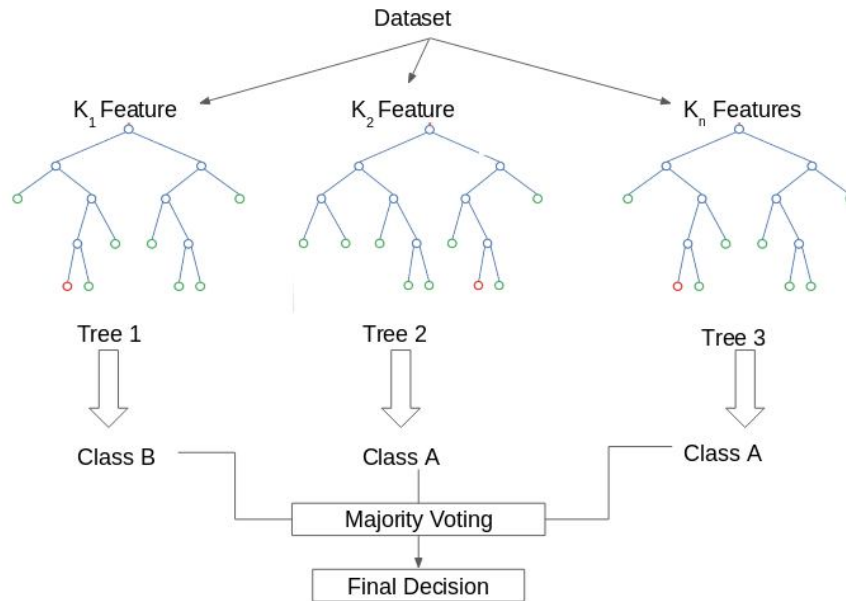 Dataset
K1 Feature
K2 Feature
Kn Features
Tree 1
Tree 2
Tree 3
Class B
Class A
Class A
Majority Voting
Final Decision